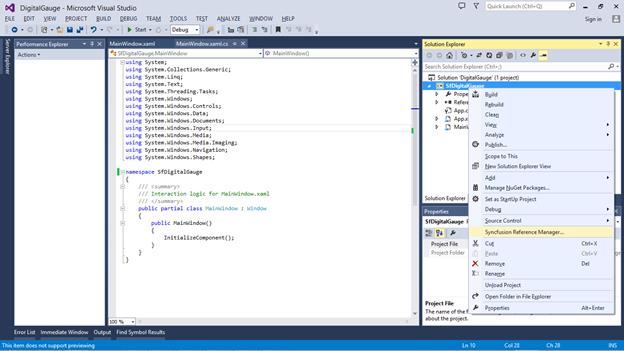 DigitalGauge - Microsoft Visual Studio
Quick Launch (Ctrl+Q)
FILE EDIT VIEW PROJECT BUILD DEBUG TEAM TOOLS TEST ANALYZE WINDOW HELP
Sign in
Start Debug
Server Explorer
Performance Explorer
Actions
MainWindow.xaml MainWindow.xaml.cs
SfDigitalGauge.MainWindow MainWindow()
using System;
using System.Collections.Generic;
using System.Linq;
using System.Text;
using System.Threading.Tasks;
using System.Windows;
using System.Windows.Controls;
using System.Windows.Data;
using System.Windows.Documents;
using System.Windows.Input;
using System.Windows.Media;
using System.Windows.Media.Imaging;
using System.Windows.Navigation;
using System.Windows.Shapes;
namespace SfDigitalGauge
{
/// <summary>
/// Interaction logic for MainWindow.xaml
/// </summary>
public partial class MainWindow : Window
{
public MainWindow()
{
InitializeComponent();
}
}
}
100 %
Solution Explorer
Search Solution Explorer (Ctrl+;)
Solution 'DigitalGauge' (1 project)
SfDigitalGauge
Prope
Refere
App.c
App.x
MainW
Build
Rebuild
Clean
View
Analyze
Publish...
Scope to This
New Solution Explorer View
Add
Manage NuGet Packages...
Set as StartUp Project
Debug
Source Control
Syncfusion Reference Manager...
Cut Ctrl+X
Paste Ctrl+V
Remove Del
Rename
Unload Project
Open Folder in File Explorer
Properties Alt+Enter
Solution Explorer
Properties
SfDigitalGauge
Project File
Project Folder
Project File
The name of the f
about the project.
Error List Immediate Window Output Find Symbol Results
This item does not support previewing
Ln 10 Col 28 Ch 28 INS